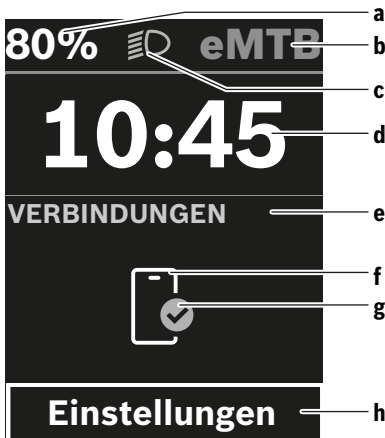 80% eMTB a
b
c
10:45 d
VERBINDUNGEN e
f
g
Einstellungen h